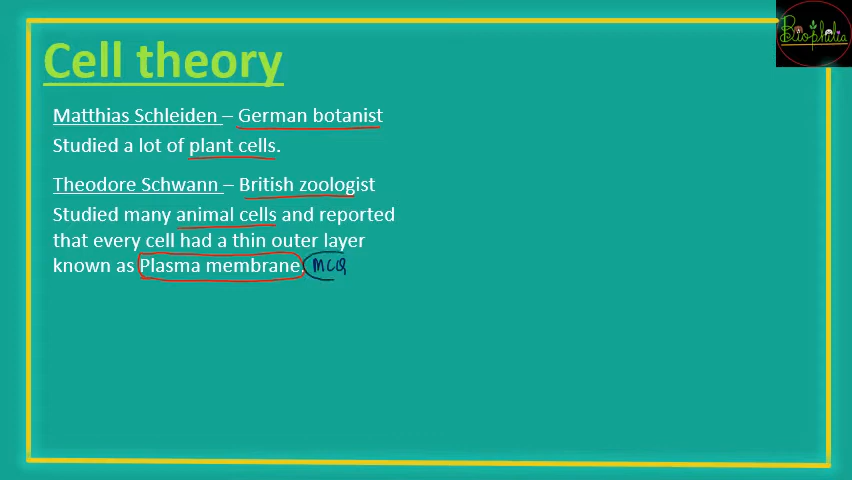 Biophilia
Cell theory
Matthias Schleiden – German botanist
Studied a lot of plant cells.
Theodore Schwann – British zoologist
Studied many animal cells and reported
that every cell had a thin outer layer
known as Plasma membrane. MCQ